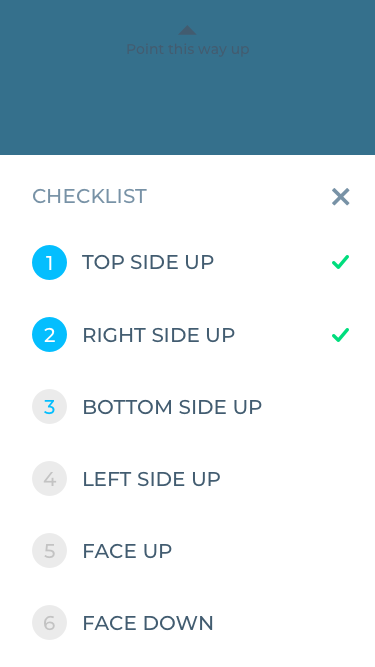 Point this way up
CHECKLIST
1 TOP SIDE UP
2 RIGHT SIDE UP
3 BOTTOM SIDE UP
4 LEFT SIDE UP
5 FACE UP
6 FACE DOWN